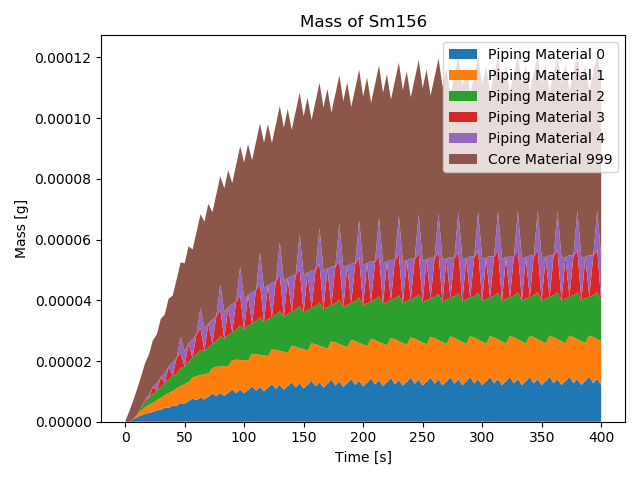 Mass of Sm156
Piping Material 0
Piping Material 1
Piping Material 2
Piping Material 3
Piping Material 4
Core Material 999
Mass [g]
0.00012
0.00010
0.00008
0.00006
0.00004
0.00002
0.00000
0 50 100 150 200 250 300 350 400
Time [s]